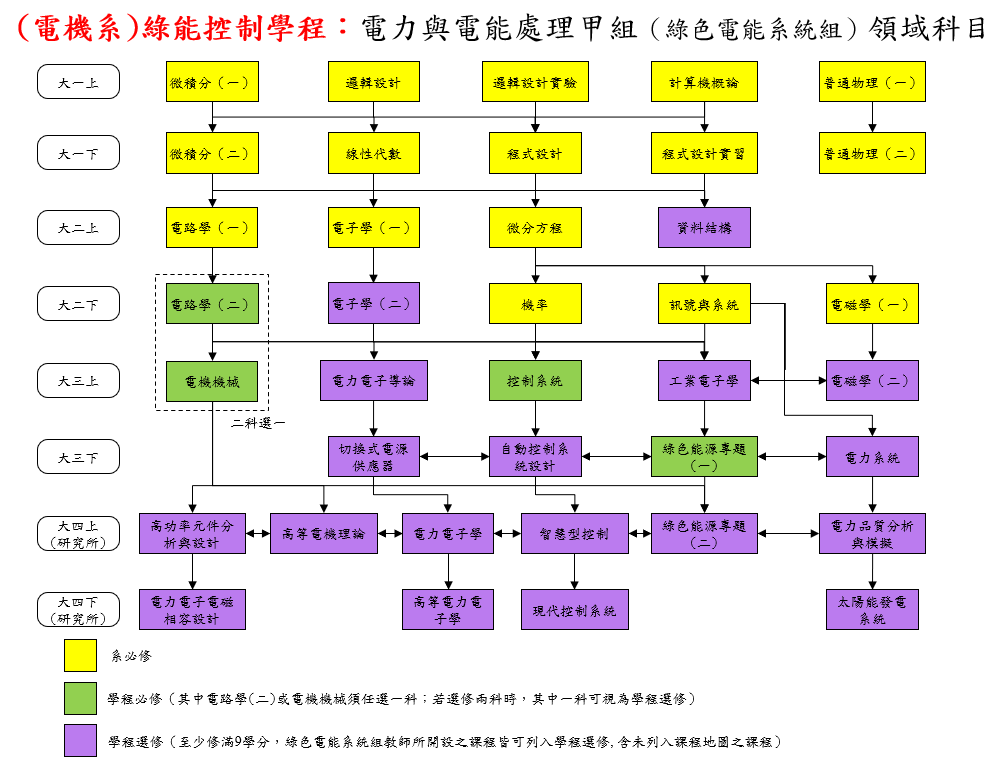 (電機系)綠能控制學程：電力與電能處理甲組（綠色電能系統組）領域科目
大一上
微積分（一）
邏輯設計
邏輯設計實驗
計算機概論
普通物理（一）
大一下
微積分（二）
線性代數
程式設計
程式設計實習
普通物理（二）
大二上
電路學（一）
電子學（一）
微分方程
資料結構
大二下
電路學（二）
電子學（二）
機率
訊號與系統
電磁學（一）
大三上
電機機械
電力電子導論
控制系統
工業電子學
電磁學（二）
二科選一
大三下
切換式電源
供應器
自動控制系
統設計
綠色能源專題
（一）
電力系統
大四上
（研究所）
高功率元件分
析與設計
高等電機理論
電力電子學
智慧型控制
綠色能源專題
（二）
電力品質分析
與模擬
大四下
（研究所）
電力電子電磁
相容設計
高等電力電
子學
現代控制系統
太陽能發電
系統
系必修
學程必修（其中電路學(二)或電機機械須任選一科；若選修兩科時，其中一科可視為學程選修）
學程選修（至少修滿9學分，綠色電能系統組教師所開設之課程皆可列入學程選修,含未列入課程地圖之課程）